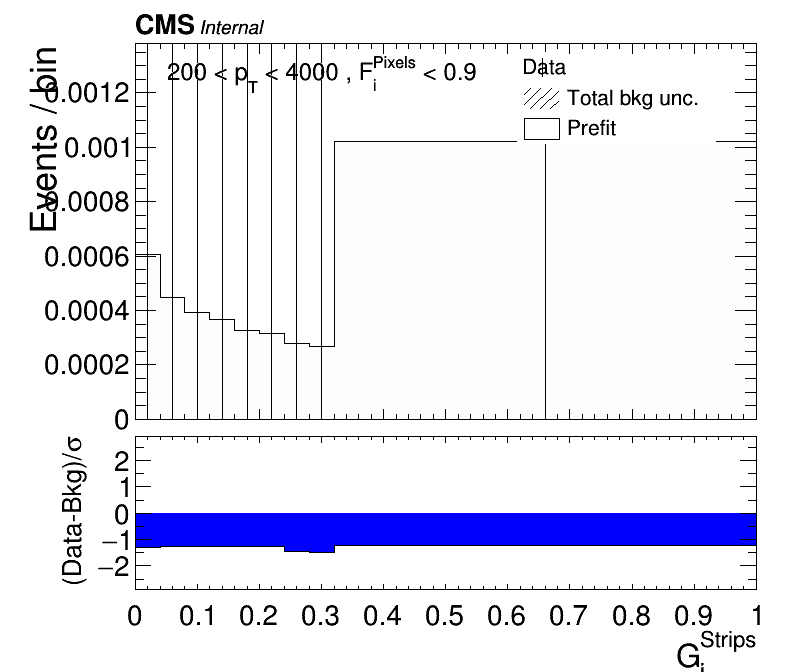 CMS Internal
Events / bin
200 < p_T < 4000 , F_i^Pixels < 0.9
Data
Total bkg unc.
Prefit
0.0012
0.001
0.0008
0.0006
0.0004
0.0002
0
(Data-Bkg)/σ
2
1
0
−1
−2
0 0.1 0.2 0.3 0.4 0.5 0.6 0.7 0.8 0.9 1
G_i^Strips